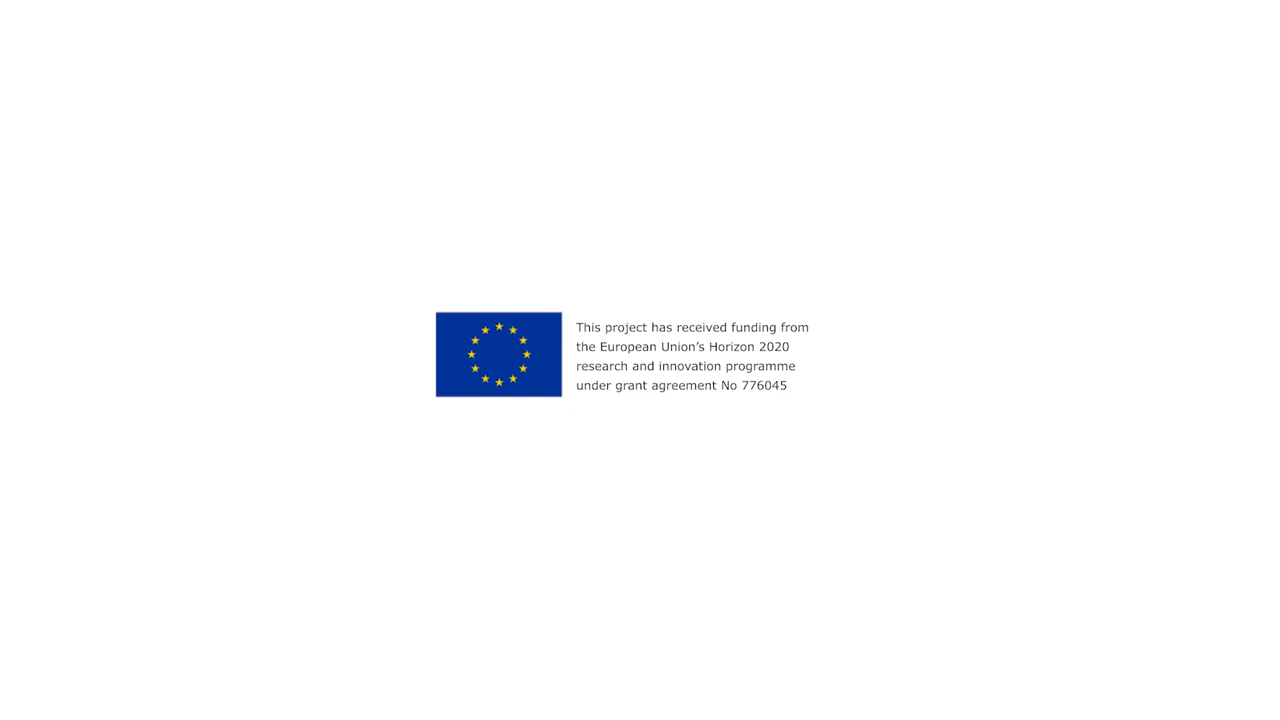 This project has received funding from
the European Union’s Horizon 2020
research and innovation programme
under grant agreement No 776045